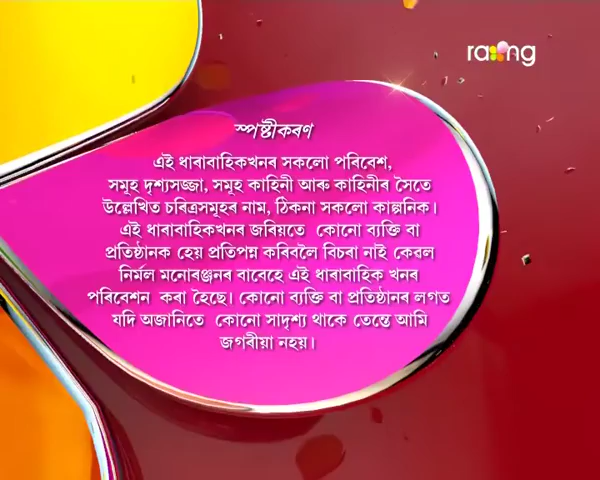 rang
স্পষ্টীকৰণ
এই ধাৰাবাহিকখনৰ সকলো পৰিবেশ,
সমূহ দৃশ্যসজ্জা, সমূহ কাহিনী আৰু কাহিনীৰ সৈতে
উল্লেখিত চৰিত্ৰসমূহৰ নাম, ঠিকনা সকলো কাল্পনিক।
এই ধাৰাবাহিকখনৰ জৰিয়তে কোনো ব্যক্তি বা
প্ৰতিষ্ঠানক হেয় প্ৰতিপন্ন কৰিবলৈ বিচৰা নাই কেৱল
নিৰ্মল মনোৰঞ্জনৰ বাবেহে এই ধাৰাবাহিক খনৰ
পৰিবেশন কৰা হৈছে। কোনো ব্যক্তি বা প্ৰতিষ্ঠানৰ লগত
যদি অজানিতে কোনো সাদৃশ্য থাকে তেন্তে আমি
জগৰীয়া নহয়।